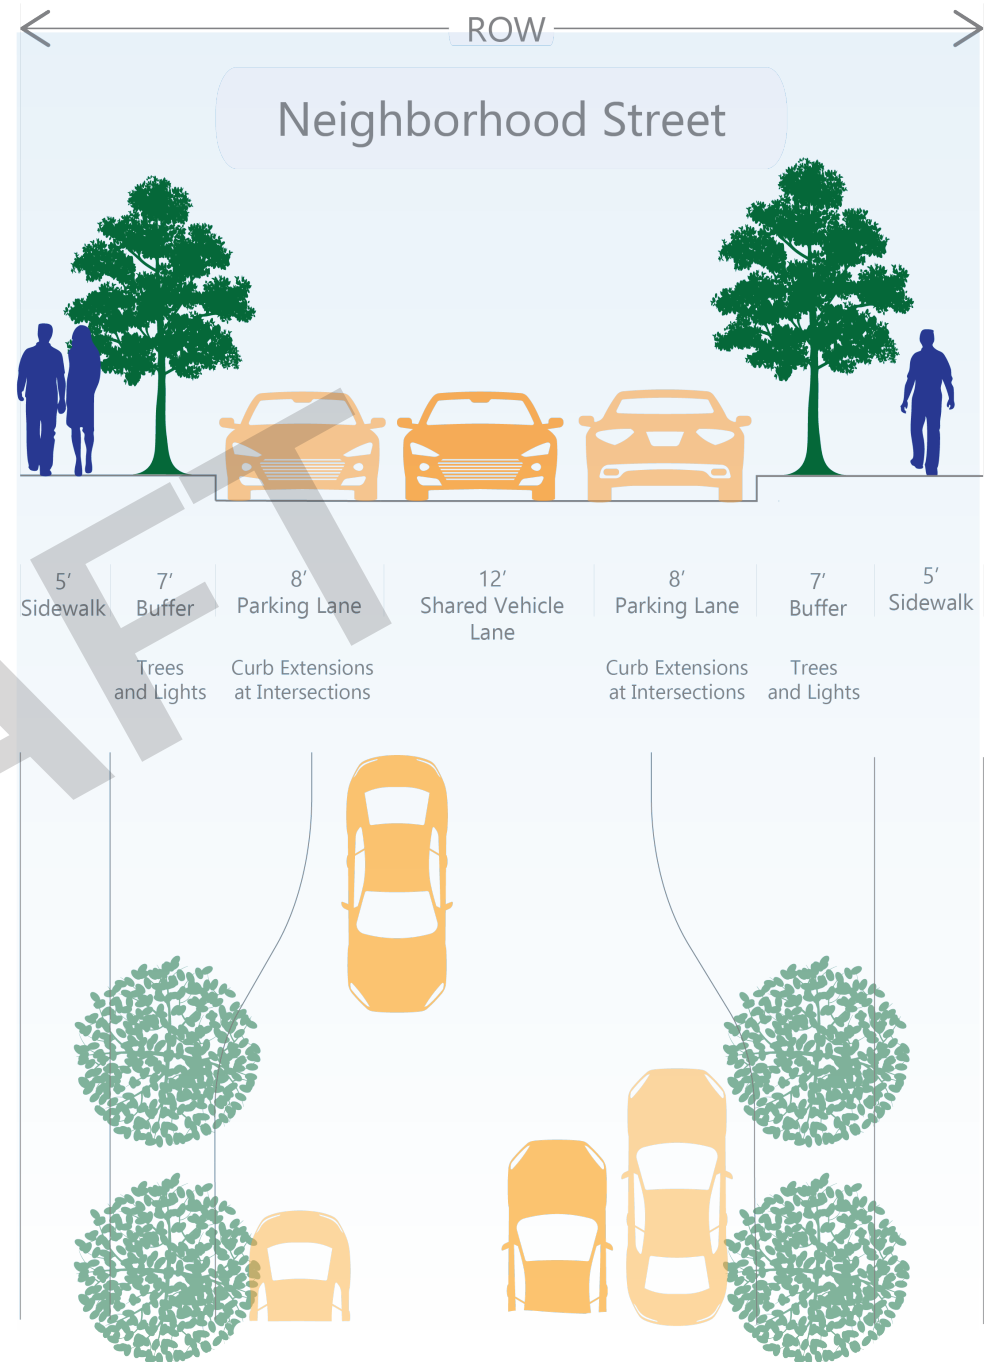 ROW
Neighborhood Street
5’ 7’ 8’ 12’ 8’ 7’ 5’
Sidewalk Buffer Parking Lane Shared Vehicle Parking Lane Buffer Sidewalk
Lane
Trees Curb Extensions Curb Extensions Trees
and Lights at Intersections at Intersections and Lights
AFT